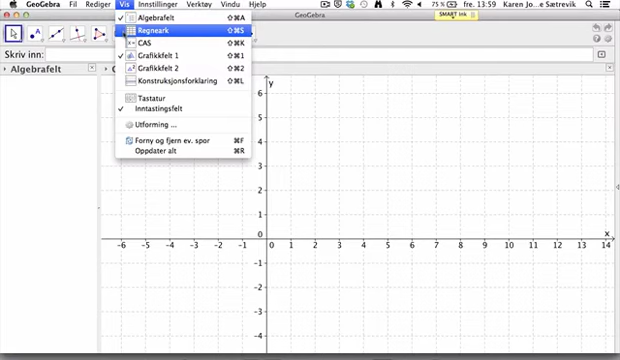 GeoGebra Fil Rediger Vis Innstillinger Verktøy Vindu Hjelp fre. 13:59 Karen Jo...e Sætrevik
GeoGebra
SMART Ink
Algebrafelt ⇧⌘A
Regneark ⇧⌘S
CAS ⇧⌘K
Grafikkfelt 1 ⇧⌘1
Grafikkfelt 2 ⇧⌘2
Konstruksjonsforklaring ⇧⌘L
Tastatur
Inntastingsfelt
Utforming ...
Forny og fjern ev. spor ⌘F
Oppdater alt ⌘R
Skriv inn:
Algebrafelt
y
6
5
4
3
2
1
0
x
-6 -5 -4 -3 -2 -1 0 1 2 3 4 5 6 7 8 9 10 11 12 13 14
-1
-2
-3
-4